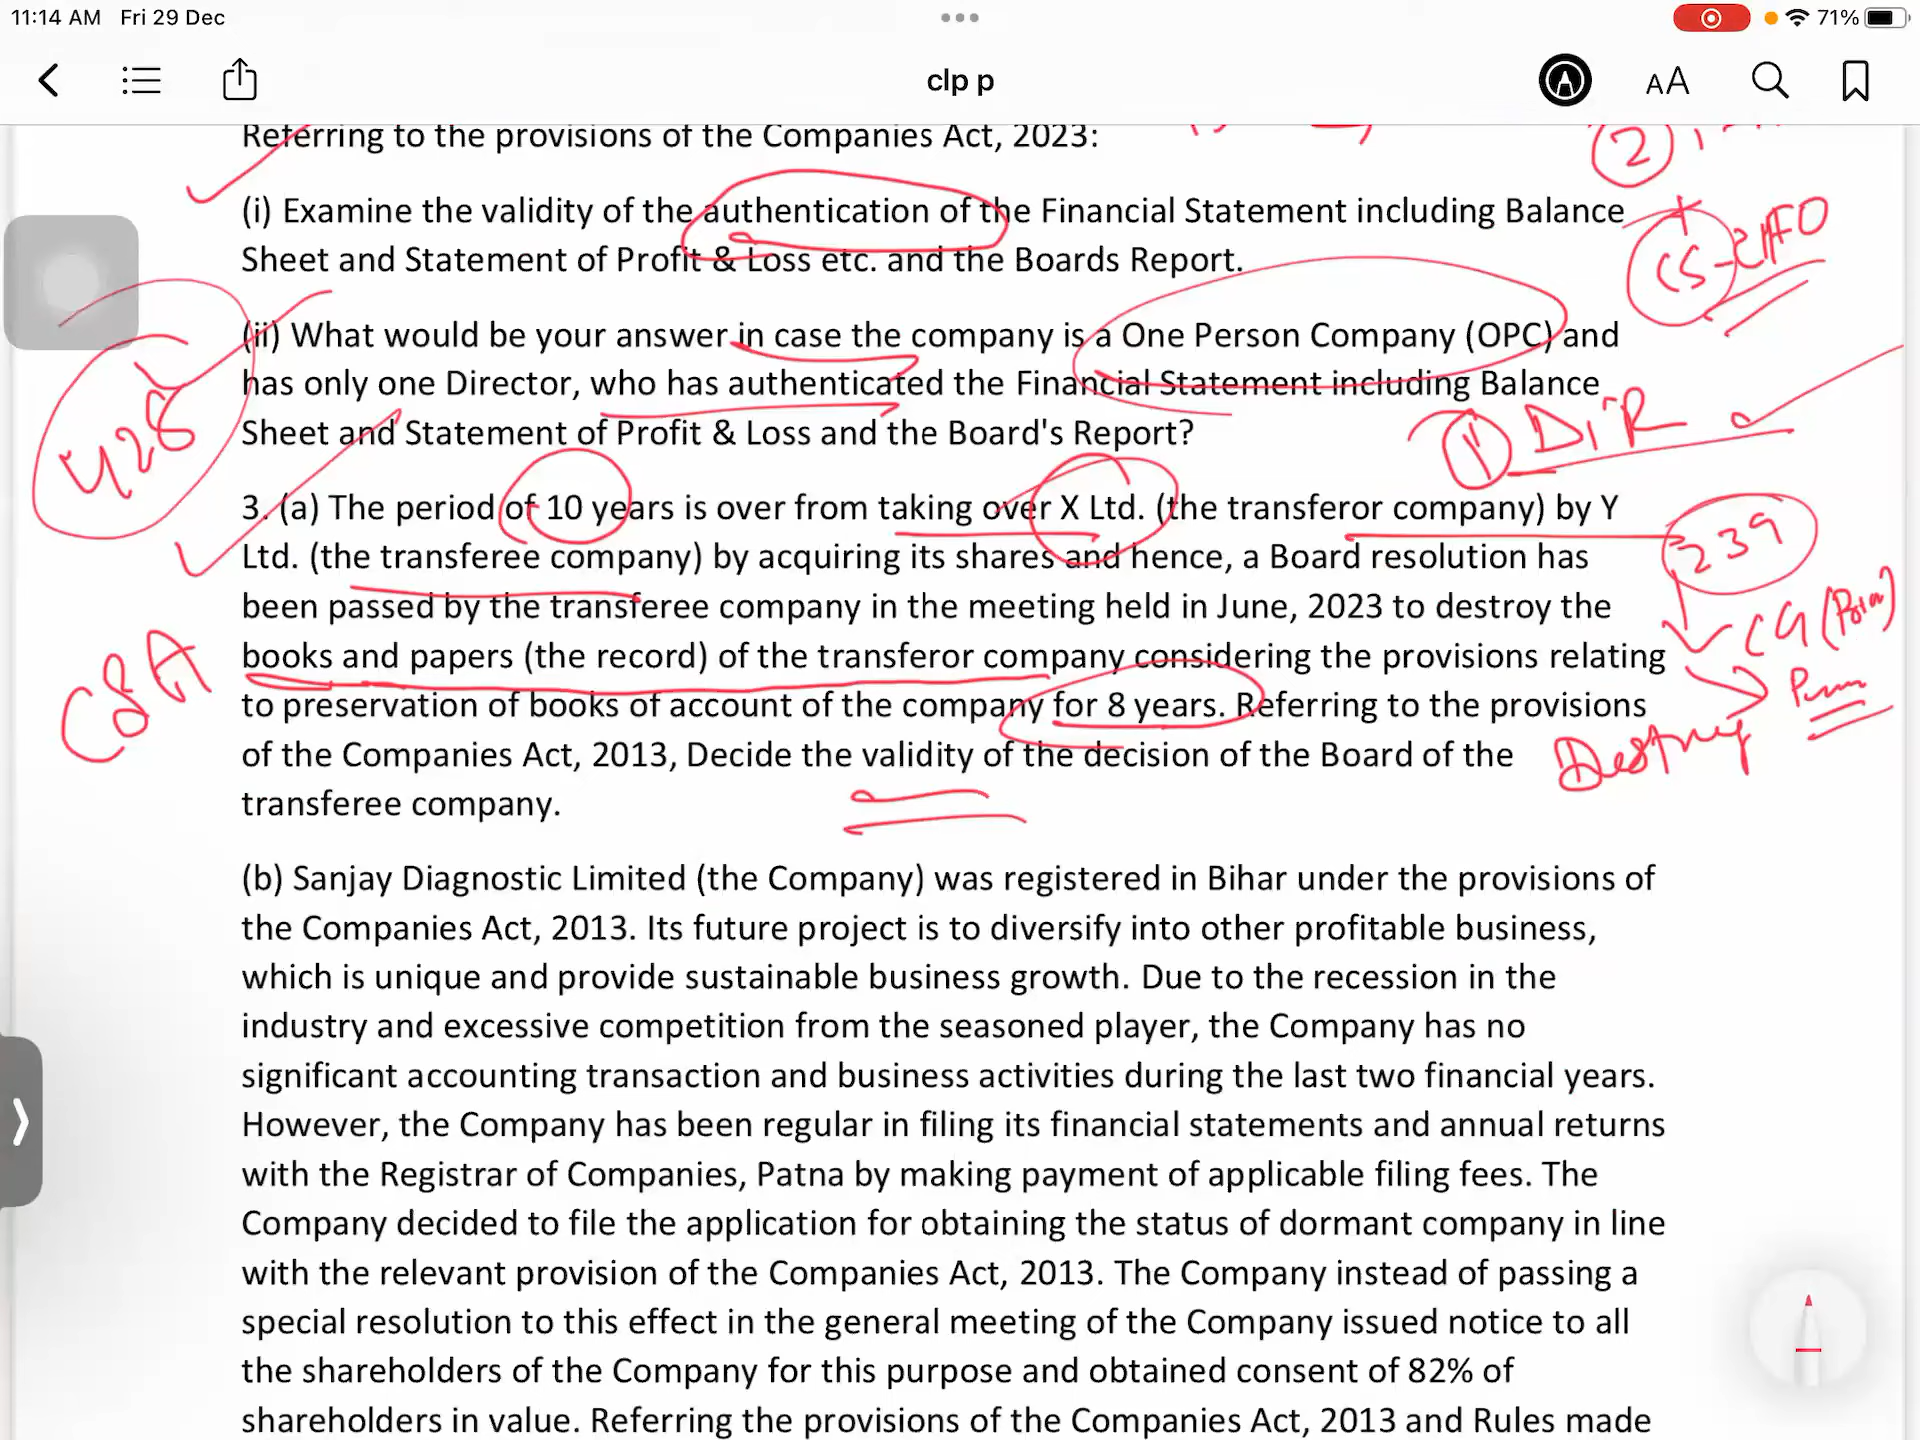 11:14 AM Fri 29 Dec
71%
clp p
AA
Referring to the provisions of the Companies Act, 2023:
2
(i) Examine the validity of the authentication of the Financial Statement including Balance
Sheet and Statement of Profit & Loss etc. and the Boards Report.
CS
(ii) What would be your answer in case the company is a One Person Company (OPC) and
has only one Director, who has authenticated the Financial Statement including Balance
Sheet and Statement of Profit & Loss and the Board's Report?
428
1 DiR
3. (a) The period of 10 years is over from taking over X Ltd. (the transferor company) by Y
Ltd. (the transferee company) by acquiring its shares and hence, a Board resolution has
239
been passed by the transferee company in the meeting held in June, 2023 to destroy the
books and papers (the record) of the transferor company considering the provisions relating
CG
to preservation of books of account of the company for 8 years. Referring to the provisions
of the Companies Act, 2013, Decide the validity of the decision of the Board of the
Destroy
transferee company.
(b) Sanjay Diagnostic Limited (the Company) was registered in Bihar under the provisions of
the Companies Act, 2013. Its future project is to diversify into other profitable business,
which is unique and provide sustainable business growth. Due to the recession in the
industry and excessive competition from the seasoned player, the Company has no
significant accounting transaction and business activities during the last two financial years.
However, the Company has been regular in filing its financial statements and annual returns
with the Registrar of Companies, Patna by making payment of applicable filing fees. The
Company decided to file the application for obtaining the status of dormant company in line
with the relevant provision of the Companies Act, 2013. The Company instead of passing a
special resolution to this effect in the general meeting of the Company issued notice to all
the shareholders of the Company for this purpose and obtained consent of 82% of
shareholders in value. Referring the provisions of the Companies Act, 2013 and Rules made